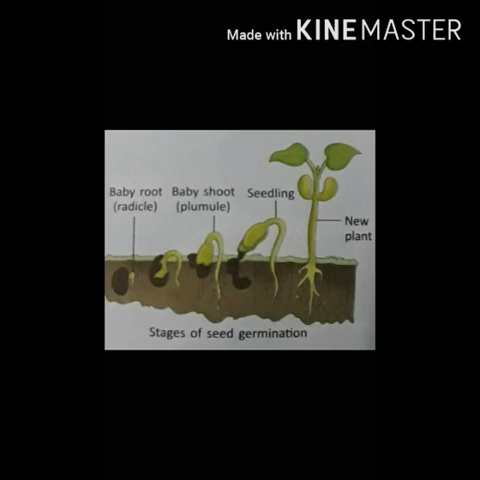 Made with KINEMASTER
Baby root Baby shoot Seedling
(radicle) (plumule)
New
plant
Stages of seed germination